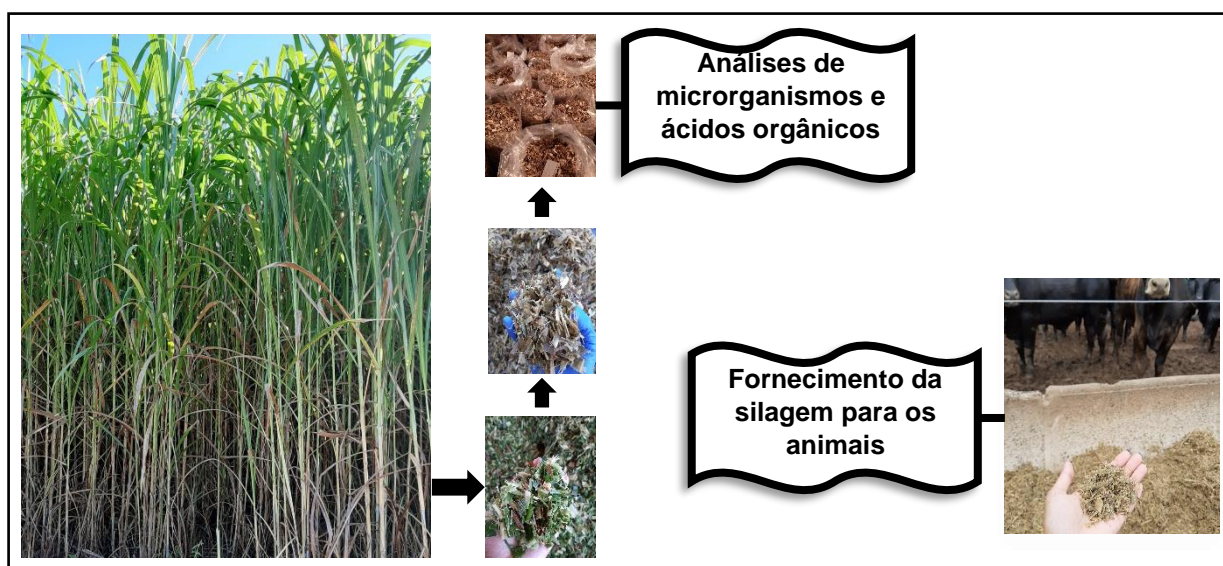 Análises de
microrganismos e
ácidos orgânicos
Fornecimento da
silagem para os
animais